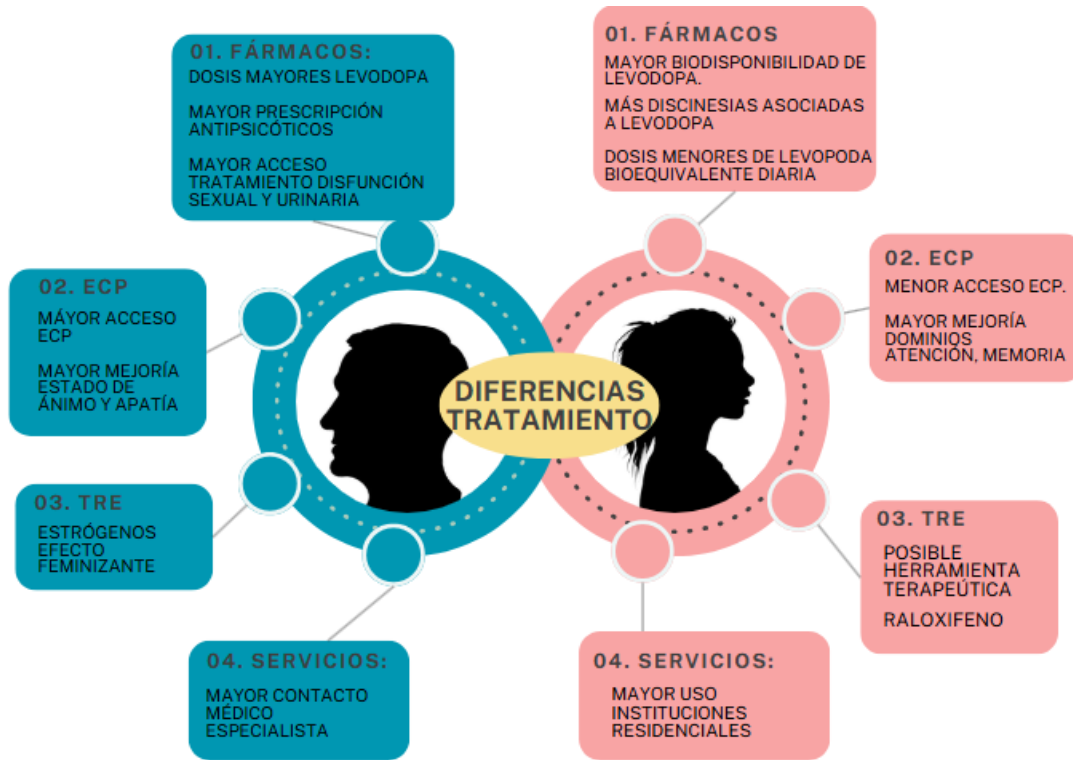 01. FÁRMACOS:
DOSIS MAYORES LEVODOPA
MAYOR PRESCRIPCIÓN
ANTIPSICÓTICOS
MAYOR ACCESO
TRATAMIENTO DISFUNCIÓN
SEXUAL Y URINARIA
02. ECP
MÁYOR ACCESO
ECP
MAYOR MEJORÍA
ESTADO DE
ÁNIMO Y APATÍA
03. TRE
ESTRÓGENOS
EFECTO
FEMINIZANTE
04. SERVICIOS:
MAYOR CONTACTO
MÉDICO
ESPECIALISTA
DIFERENCIAS
TRATAMIENTO
01. FÁRMACOS
MAYOR BIODISPONIBILIDAD DE
LEVODOPA.
MÁS DISCINESIAS ASOCIADAS
A LEVODOPA
DOSIS MENORES DE LEVOPODA
BIOEQUIVALENTE DIARIA
02. ECP
MENOR ACCESO ECP.
MAYOR MEJORÍA
DOMINIOS
ATENCIÓN, MEMORIA
03. TRE
POSIBLE
HERRAMIENTA
TERAPEÚTICA
RALOXIFENO
04. SERVICIOS:
MAYOR USO
INSTITUCIONES
RESIDENCIALES